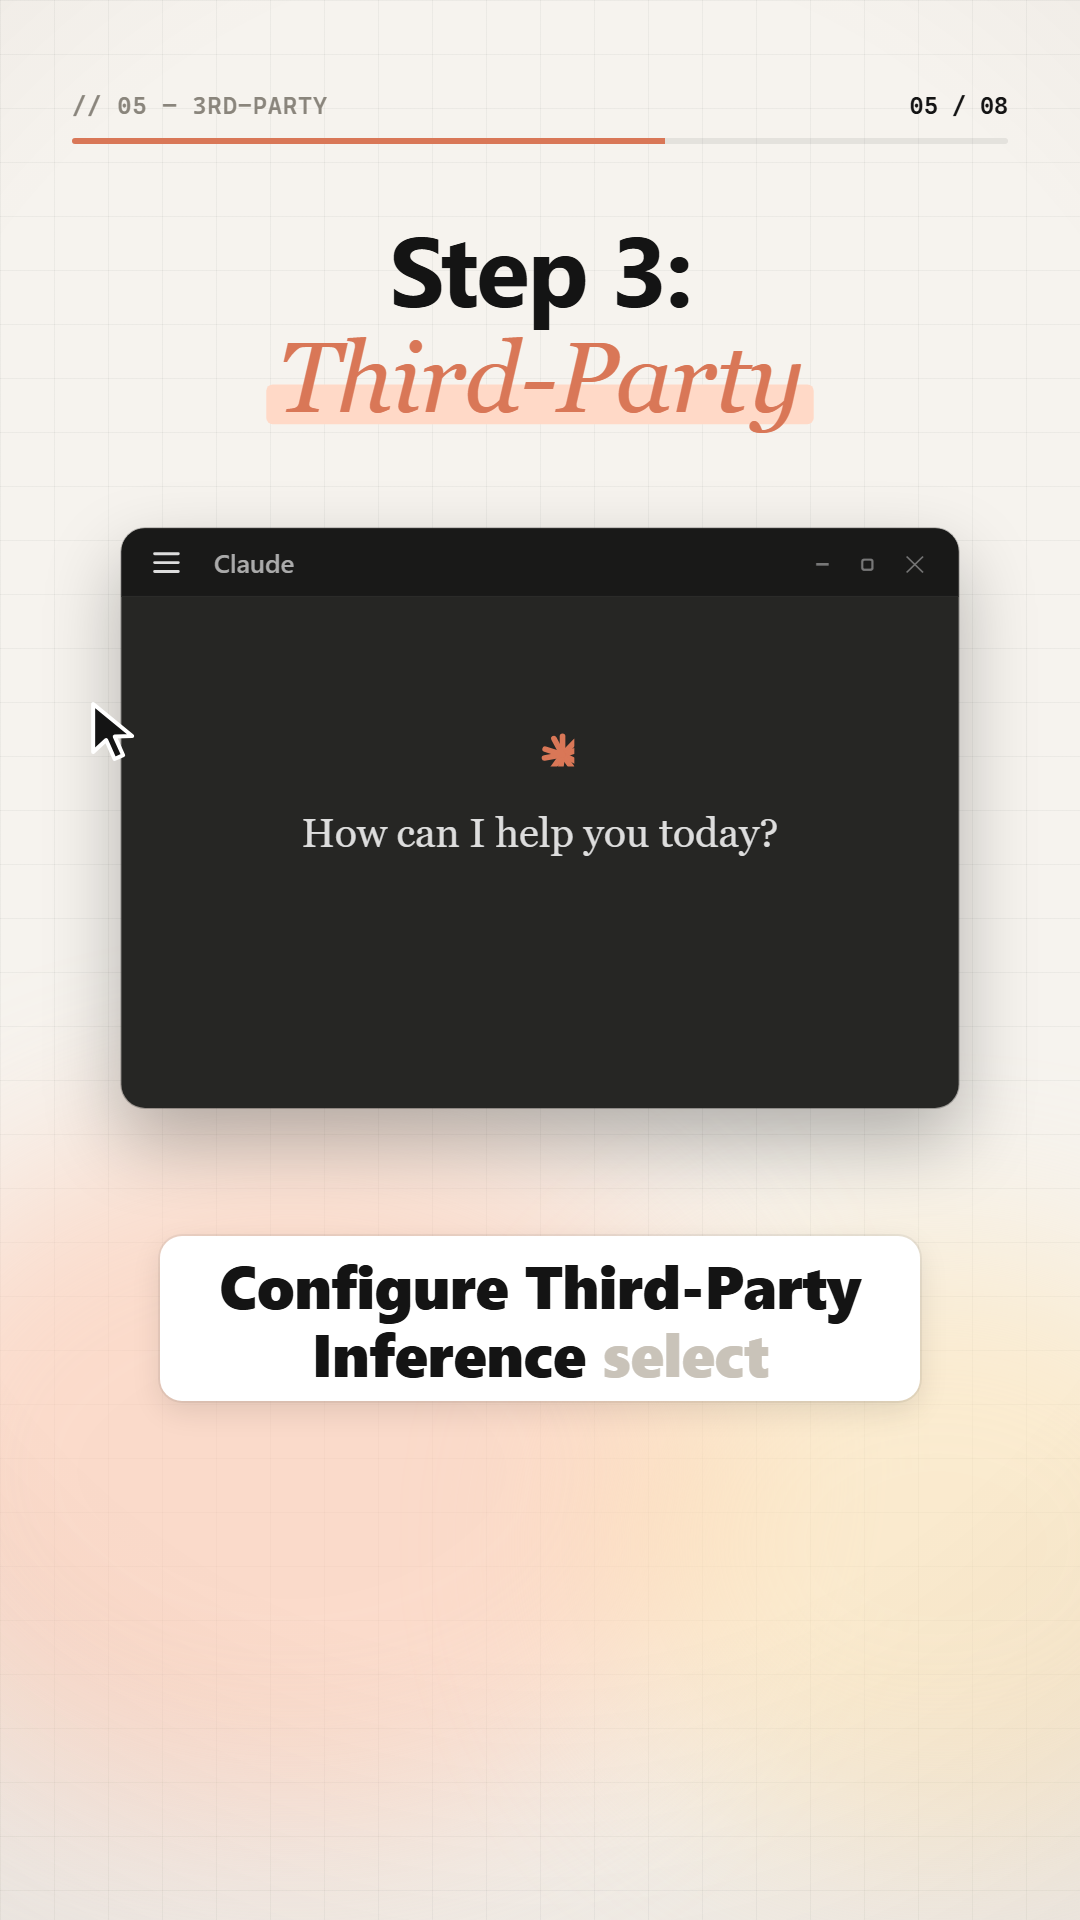 // 05 — 3RD-PARTY
05 / 08
Step 3:
Third-Party
Claude
How can I help you today?
Configure Third-Party
Inference select